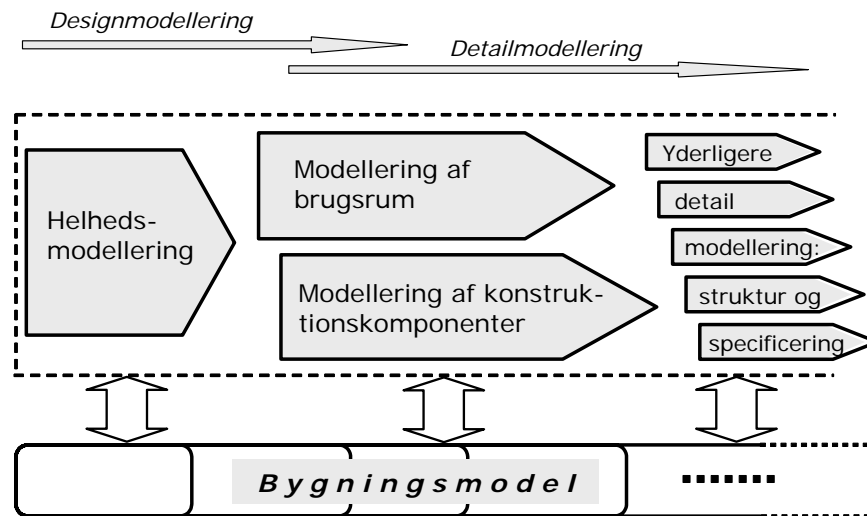 Designmodellering
Detailmodellering
Helheds-
modellering
Modellering af
brugsrum
Modellering af konstruk-
tionskomponenter
Yderligere
detail
modellering:
struktur og
specificering
Bygningsmodel